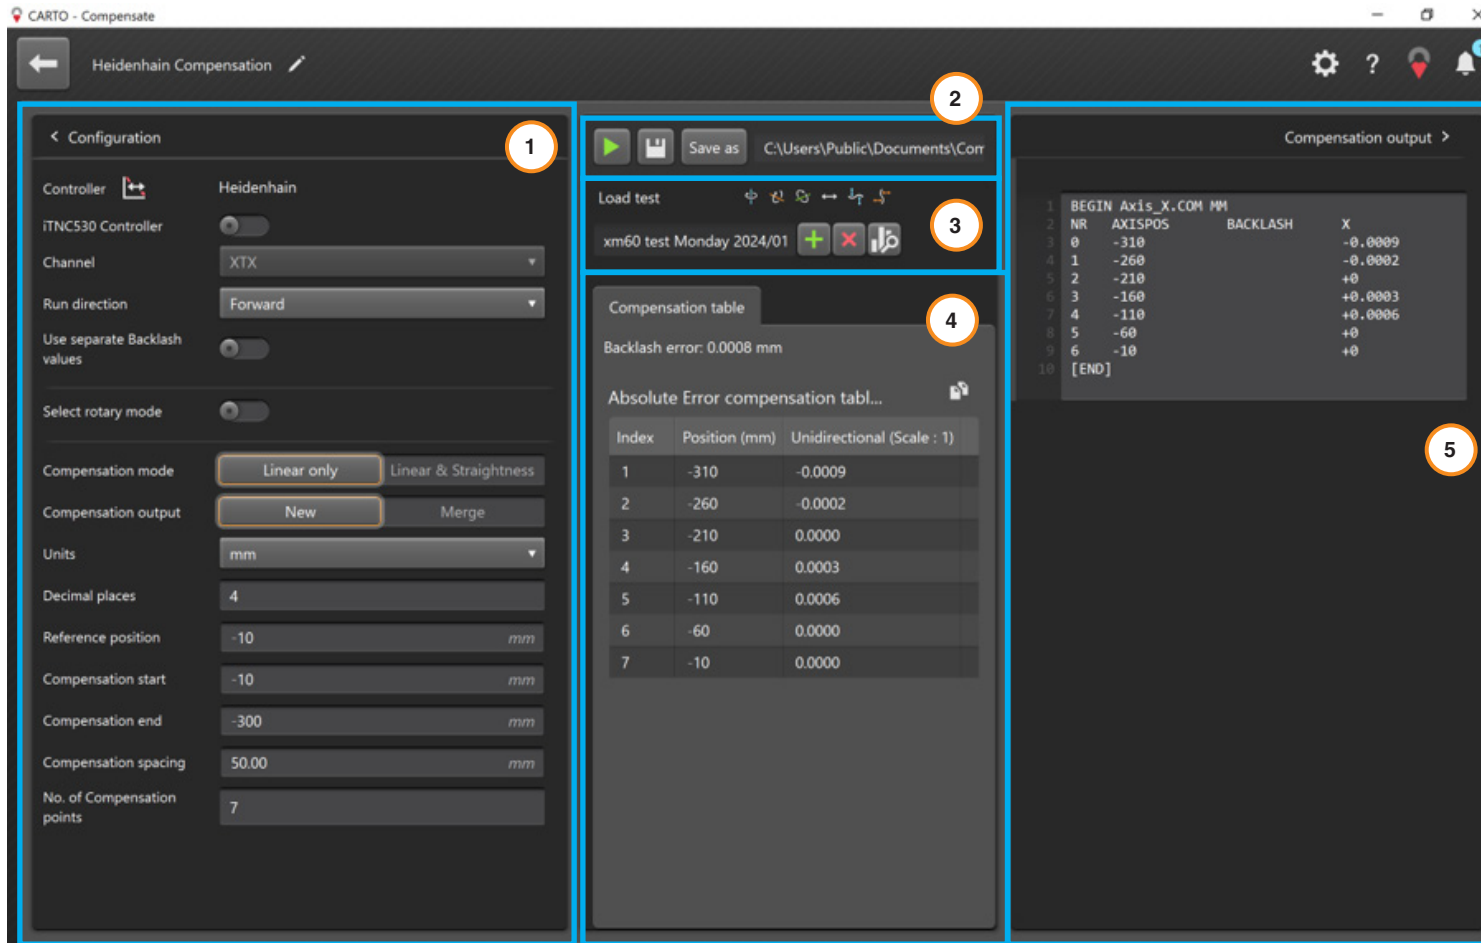 CARTO - Compensate
Heidenhain Compensation
?
1
Configuration
Controller
Heidenhain
iTNC530 Controller
Channel
XTX
Run direction
Forward
Use separate Backlash
values
Select rotary mode
Compensation mode
Linear only
Linear & Straightness
Compensation output
New
Merge
Units
mm
Decimal places
4
Reference position
-10
mm
Compensation start
-10
mm
Compensation end
-300
mm
Compensation spacing
50.00
mm
No. of Compensation
points
7
2
Save as
C:\Users\Public\Documents\Com
Load test
3
xm60 test Monday 2024/01
4
Compensation table
Backlash error: 0.0008 mm
Absolute Error compensation tabl...
Index Position (mm) Unidirectional (Scale : 1)
1 -310 -0.0009
2 -260 -0.0002
3 -210 0.0000
4 -160 0.0003
5 -110 0.0006
6 -60 0.0000
7 -10 0.0000
Compensation output
1 BEGIN Axis_X.COM MM
2 NR AXISPOS BACKLASH X
3 0 -310 -0.0009
4 1 -260 -0.0002
5 2 -210 +0
6 3 -160 +0.0003
7 4 -110 +0.0006
8 5 -60 +0
9 6 -10 +0
10 [END]
5